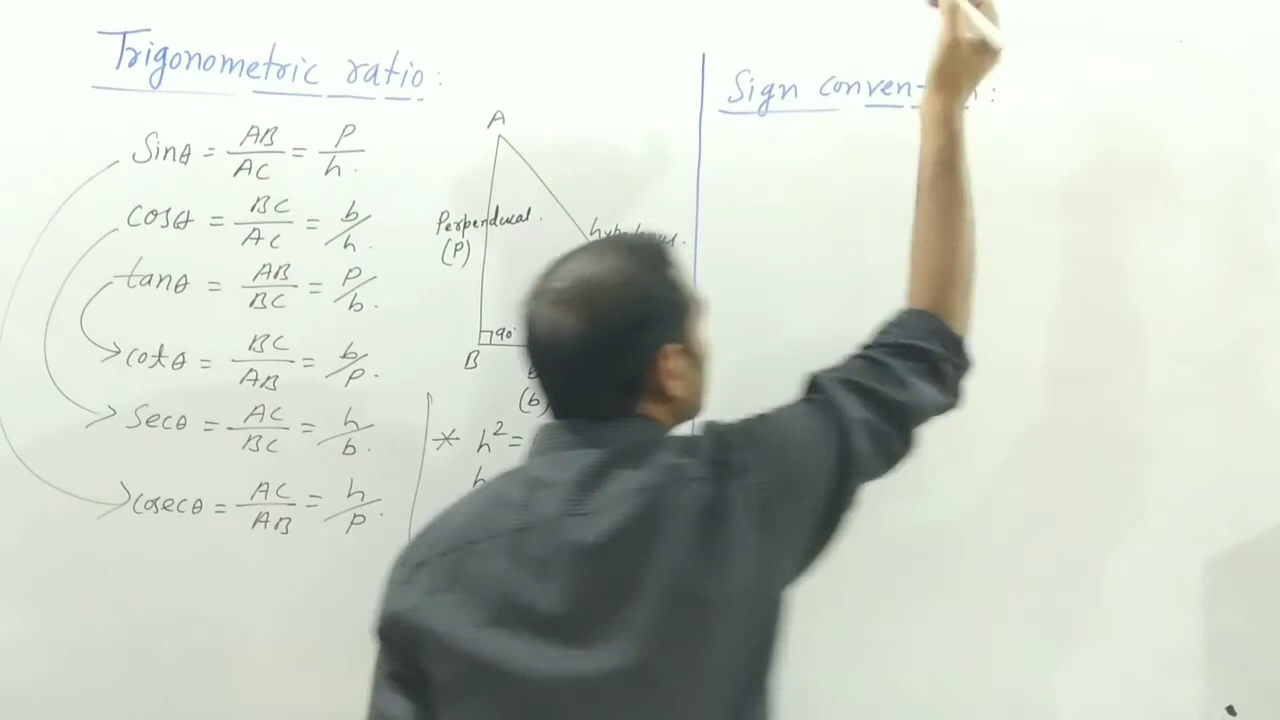 Trigonometric ratio:
Sinθ = AB/AC = P/h.
cosθ = BC/AC = b/h.
tanθ = AB/BC = P/b.
cotθ = BC/AB = b/P.
Secθ = AC/BC = h/b.
cosecθ = AC/AB = h/P.
A
Perpenducal.
(P)
90°
B
(b)
* h² =
h
Sign conven